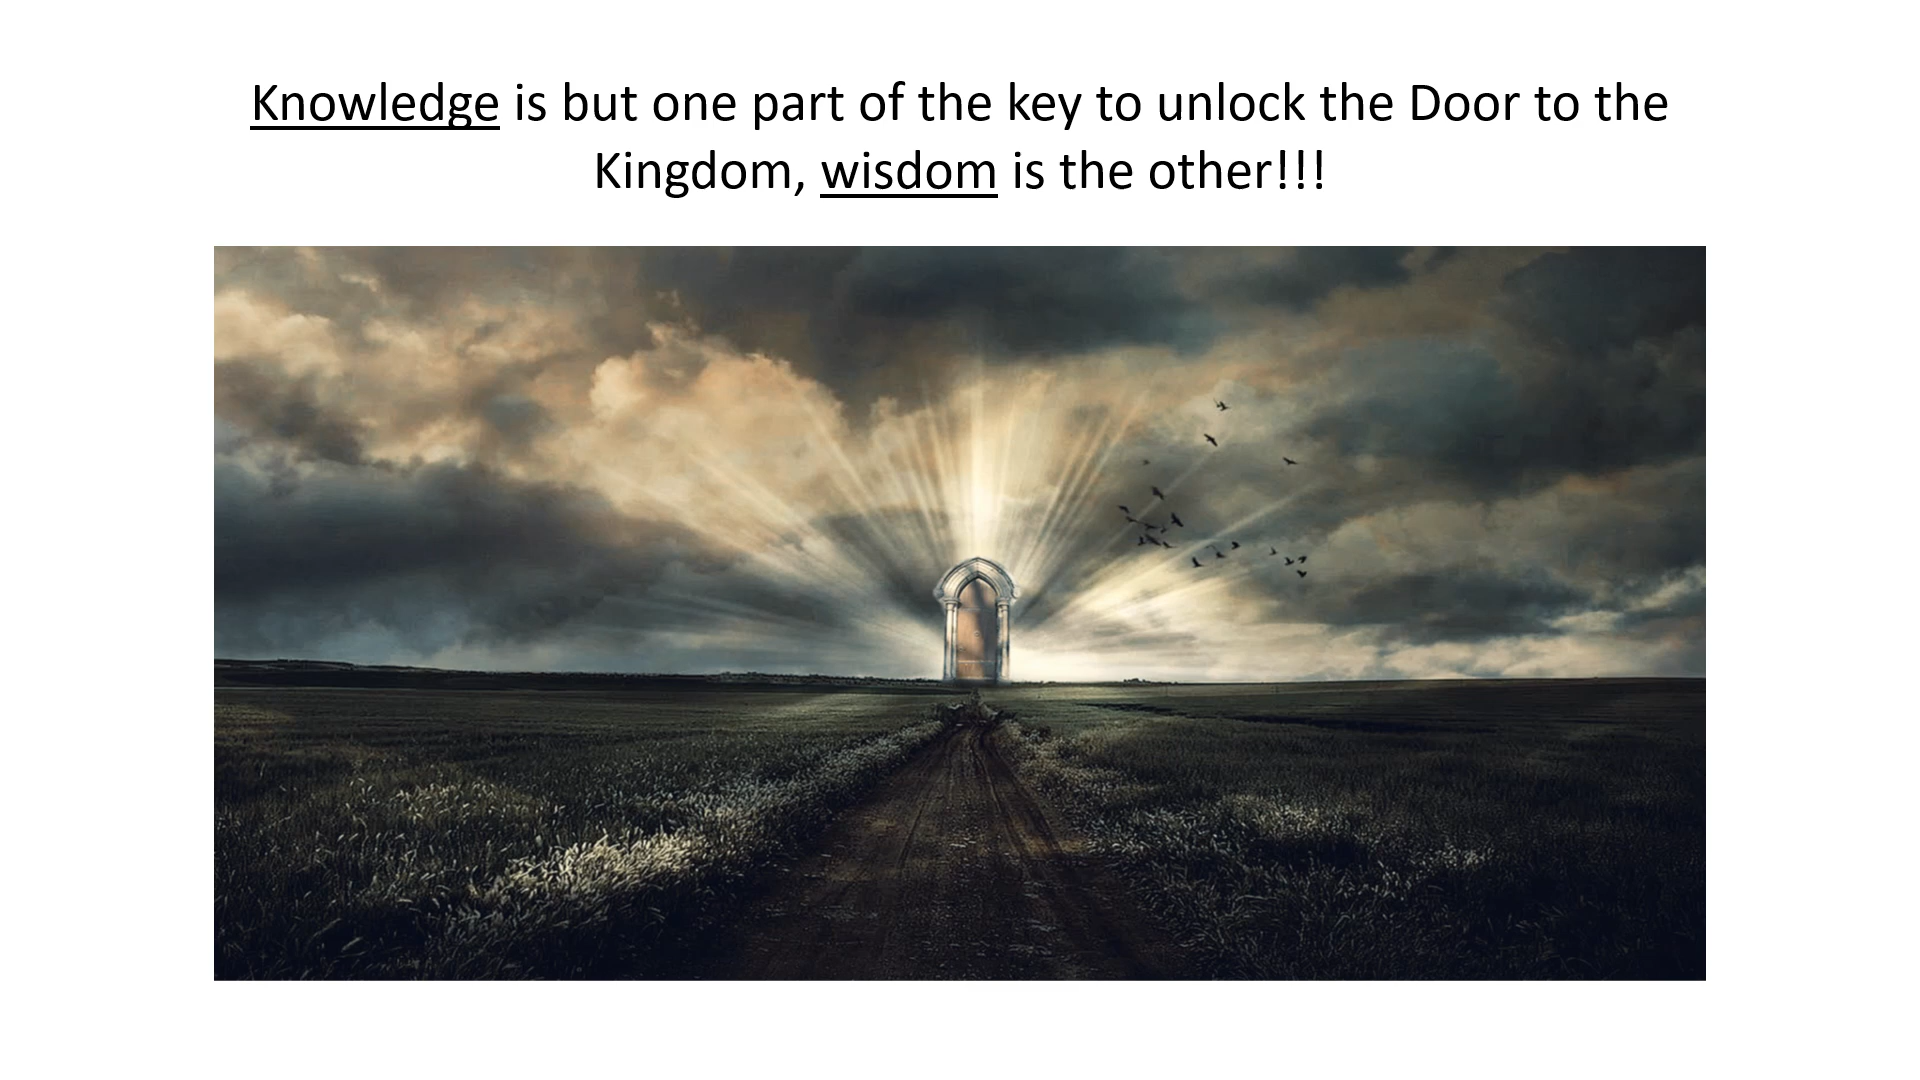 Knowledge is but one part of the key to unlock the Door to the
Kingdom, wisdom is the other!!!